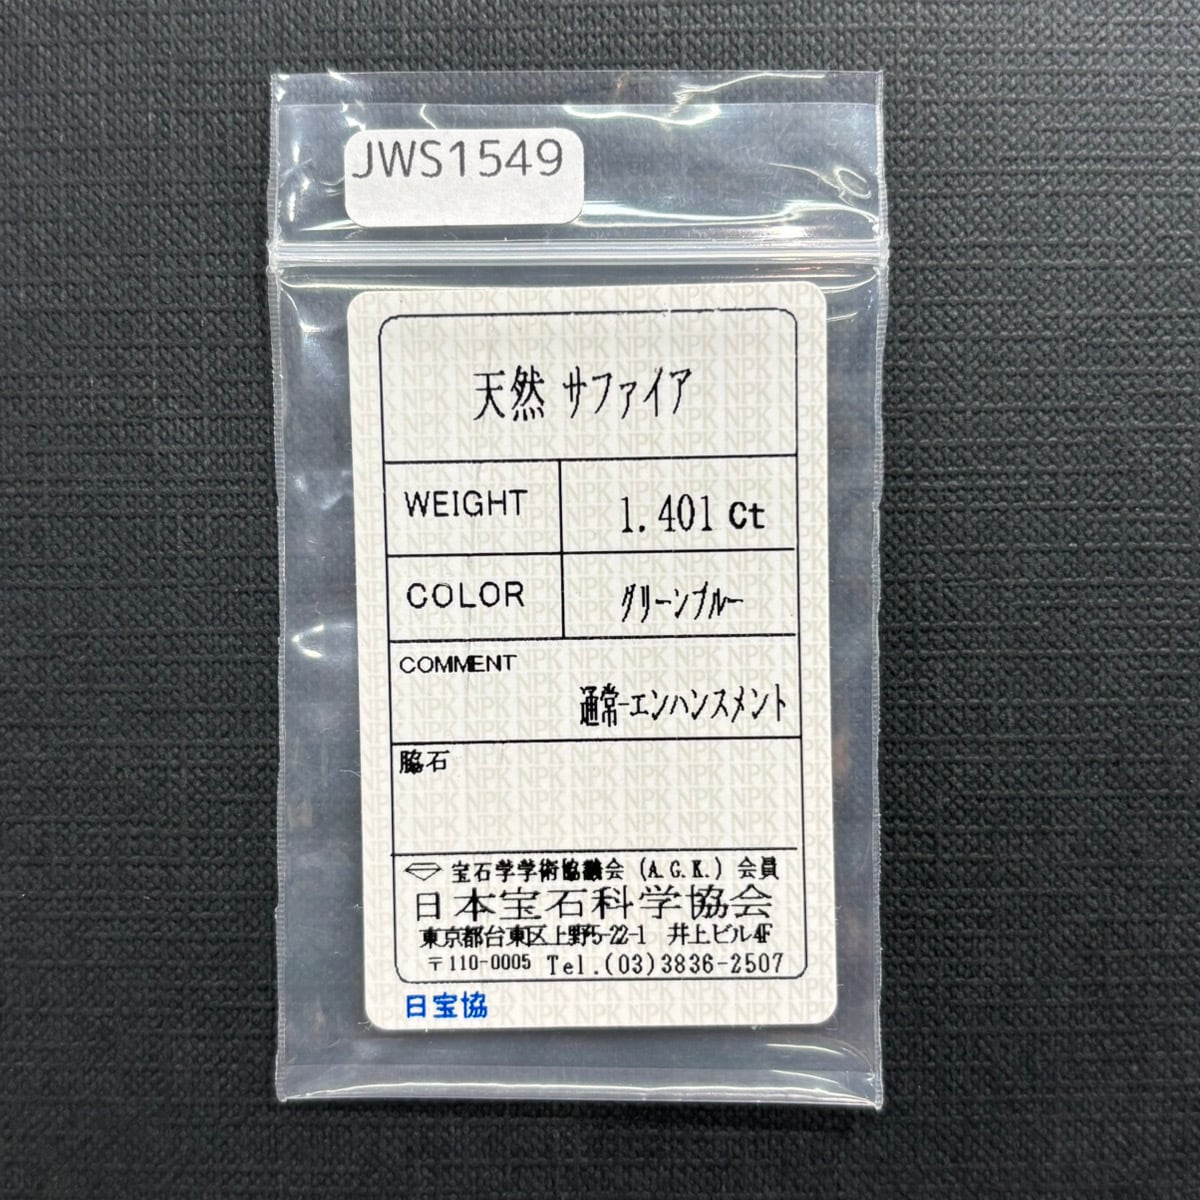 JWS1549
天然 サファイア
WEIGHT 1.401 Ct
COLOR グリーンブルー
COMMENT
通常-エンハンスメント
脇石
宝石学学術協議会 (A.G.K.) 会員
日本宝石科学協会
東京都台東区上野5-22-1 井上ビル4F
〒110-0005 Tel.(03)3836-2507
日宝協